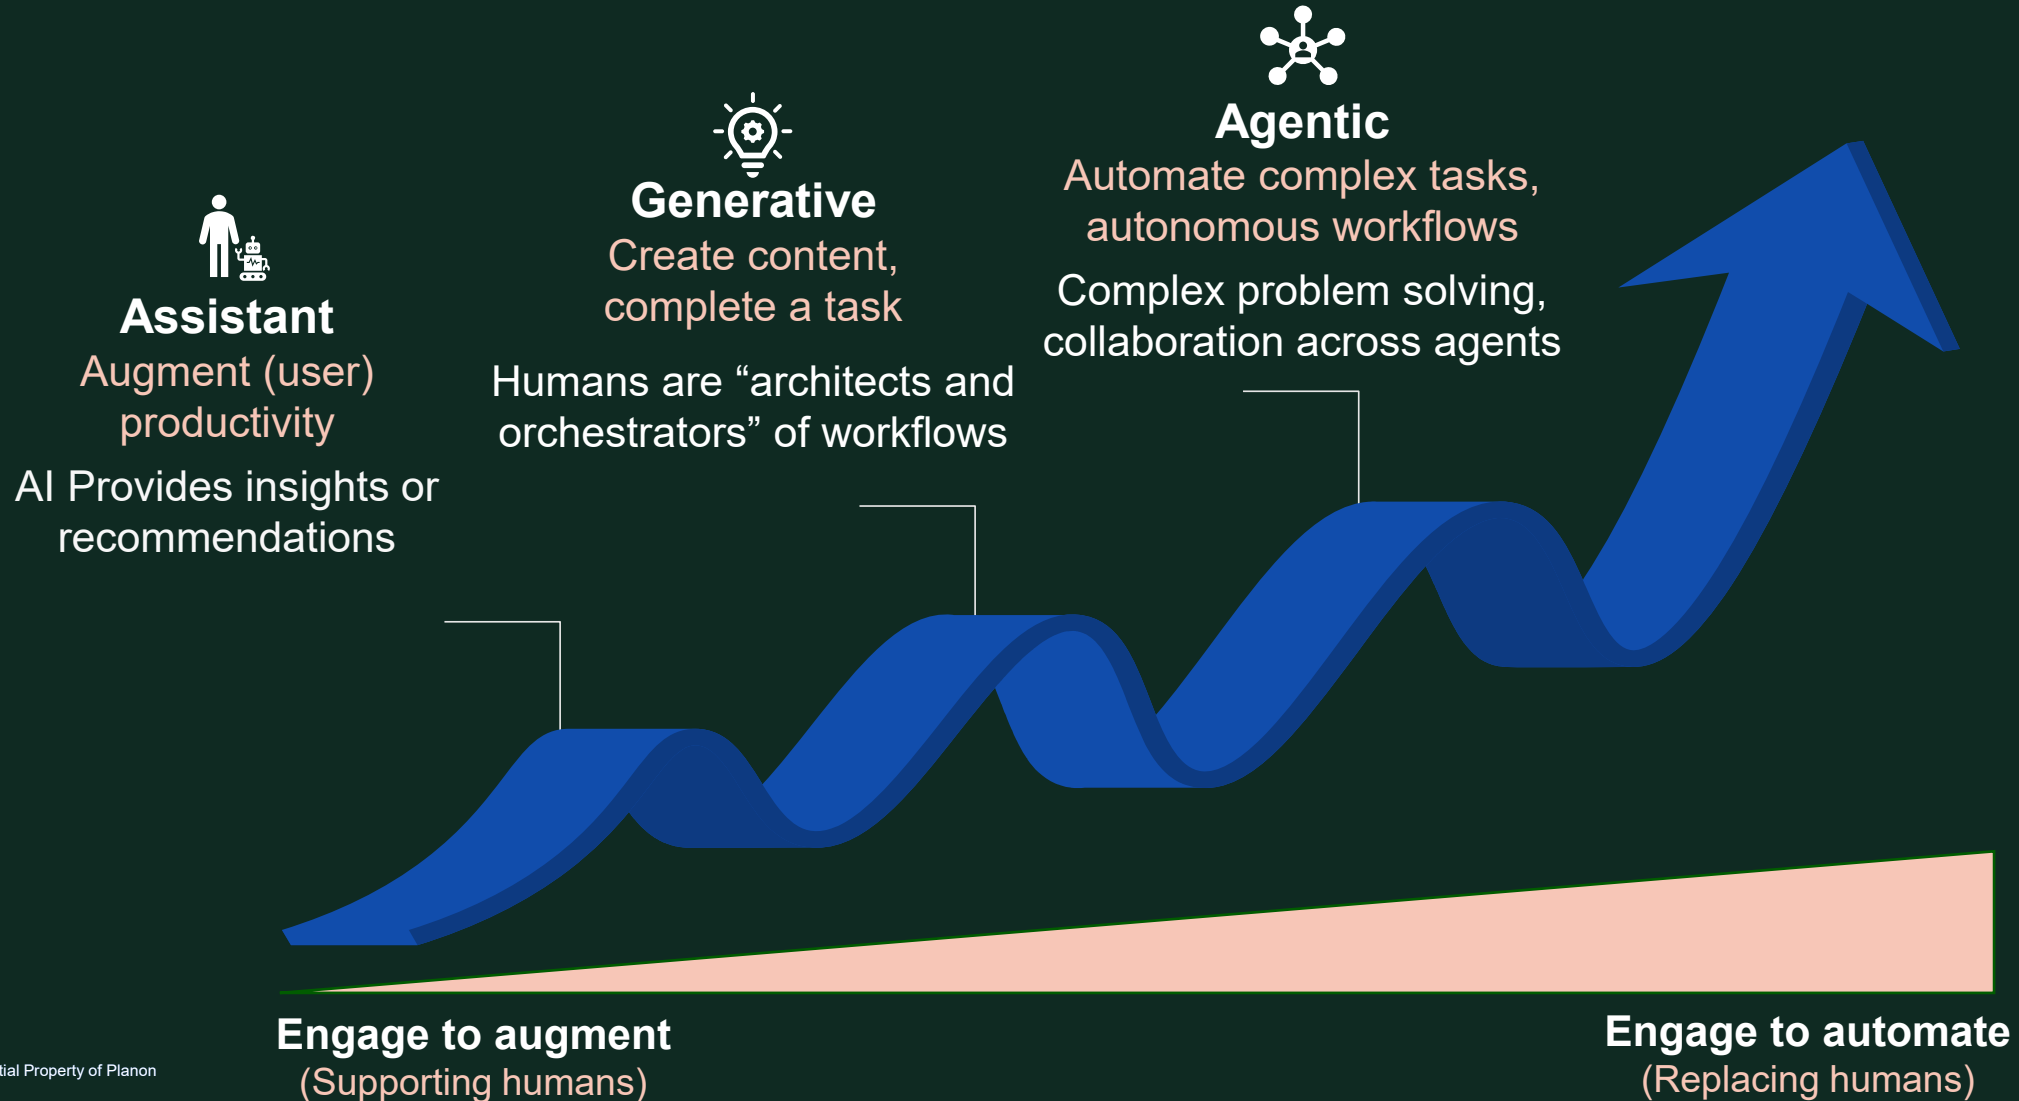 Assistant
Augment (user)
productivity
AI Provides insights or
recommendations
Generative
Create content,
complete a task
Humans are “architects and
orchestrators” of workflows
Agentic
Automate complex tasks,
autonomous workflows
Complex problem solving,
collaboration across agents
Engage to augment
(Supporting humans)
Engage to automate
(Replacing humans)
Property of Planon